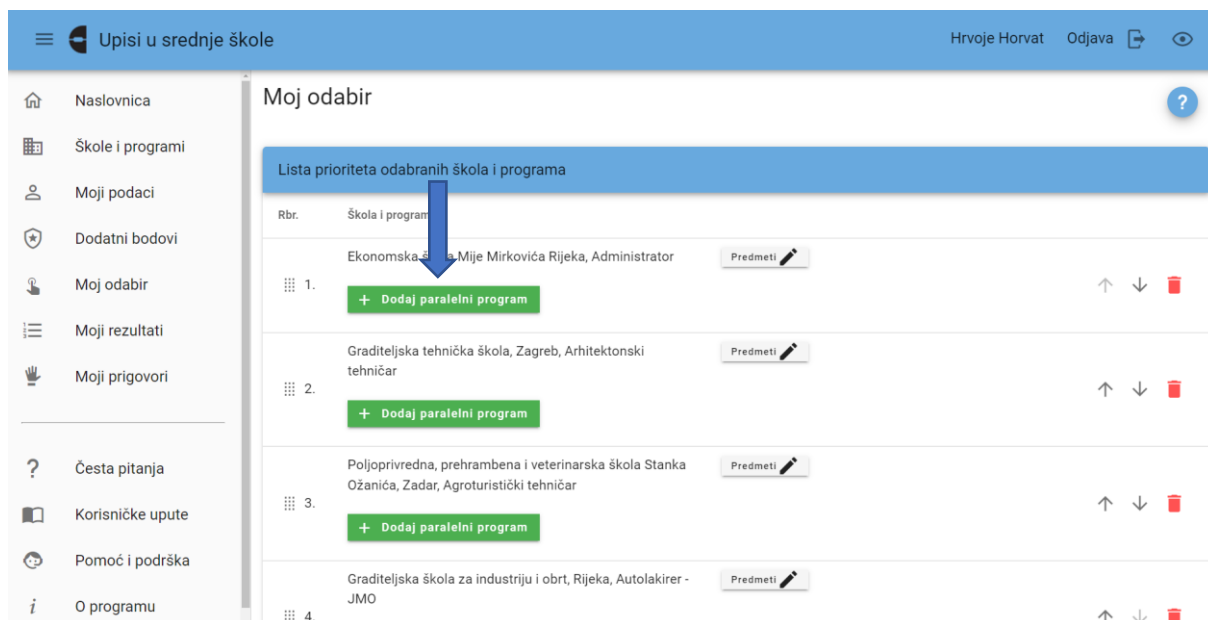 Upisi u srednje škole
Hrvoje Horvat Odjava
Naslovnica
Škole i programi
Moji podaci
Dodatni bodovi
Moj odabir
Moji rezultati
Moji prigovori
?
Česta pitanja
Korisničke upute
Pomoć i podrška
i
O programu
Moj odabir
?
Lista prioriteta odabranih škola i programa
Rbr. Škola i program
1.
Ekonomska Mije Mirkovića Rijeka, Administrator
Predmeti
+ Dodaj paralelni program
2.
Graditeljska tehnička škola, Zagreb, Arhitektonski
tehničar
Predmeti
+ Dodaj paralelni program
3.
Poljoprivredna, prehrambena i veterinarska škola Stanka
Ožanića, Zadar, Agroturistički tehničar
Predmeti
+ Dodaj paralelni program
4.
Graditeljska škola za industriju i obrt, Rijeka, Autolakirer -
JMO
Predmeti